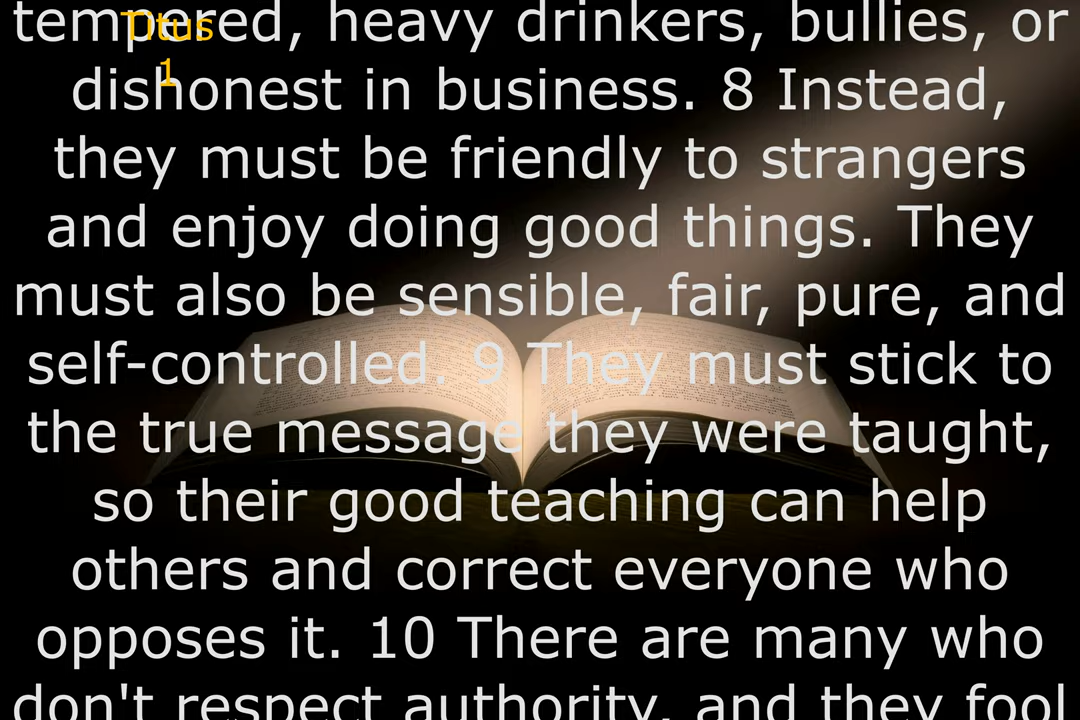 Titus
1
tempered, heavy drinkers, bullies, or
dishonest in business. 8 Instead,
they must be friendly to strangers
and enjoy doing good things. They
must also be sensible, fair, pure, and
self-controlled. 9 They must stick to
the true message they were taught,
so their good teaching can help
others and correct everyone who
opposes it. 10 There are many who
don't respect authority, and they fool